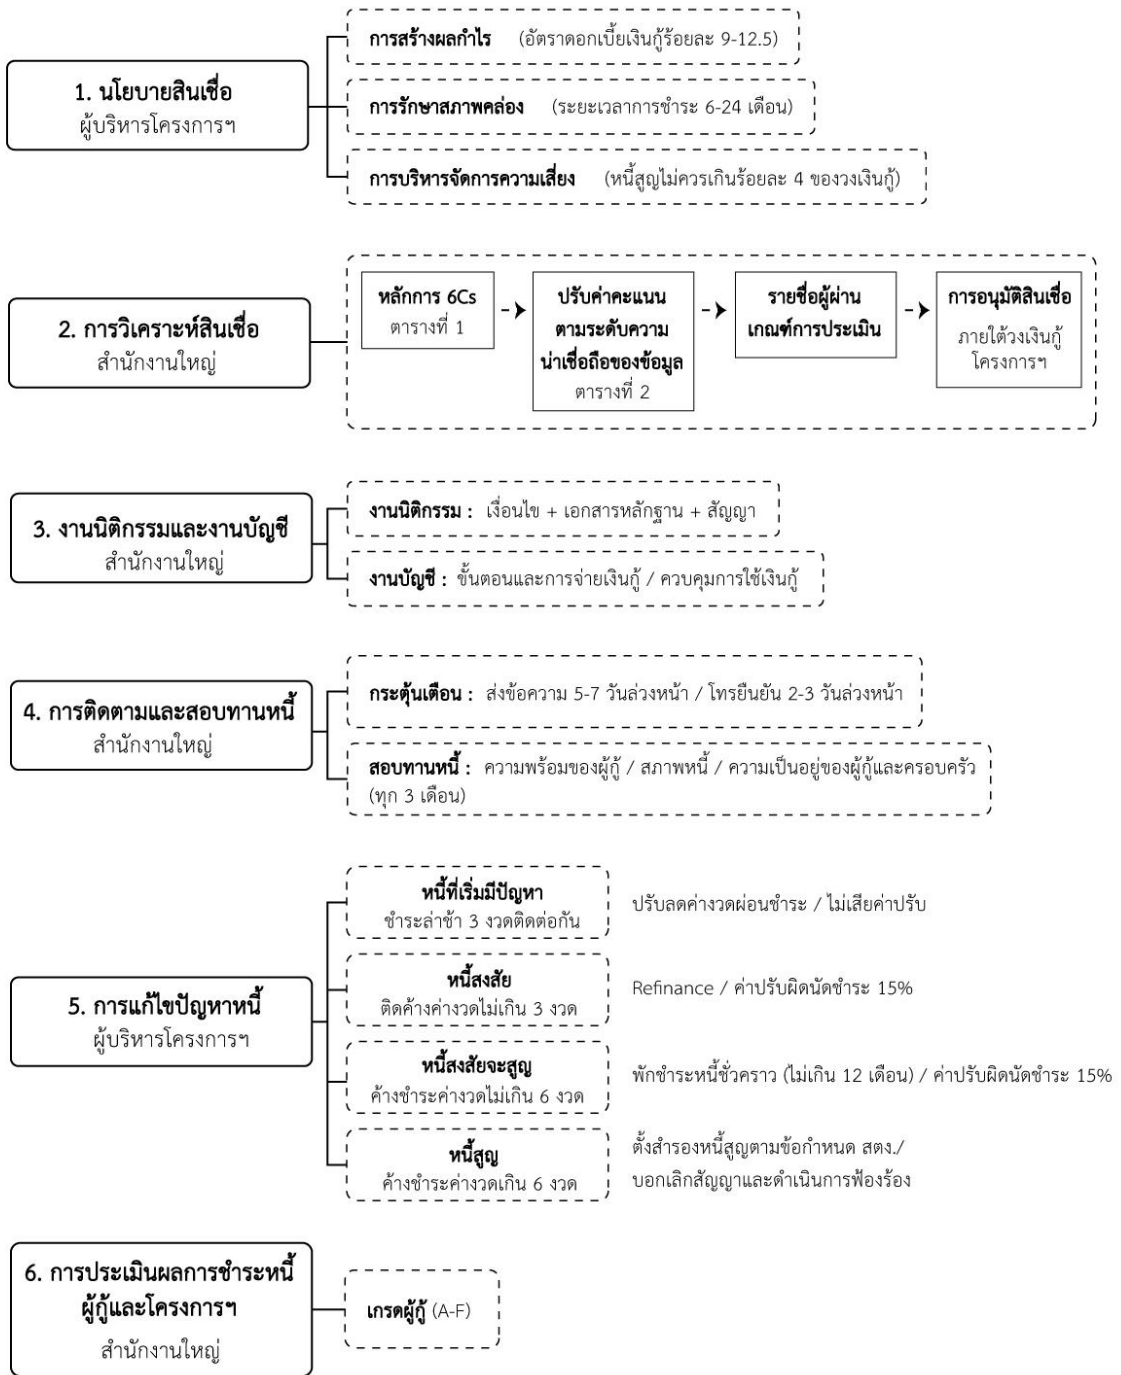 1. นโยบายสินเชื่อ
ผู้บริหารโครงการฯ
การสร้างผลกำไร (อัตราดอกเบี้ยเงินกู้ร้อยละ 9-12.5)
การรักษาสภาพคล่อง (ระยะเวลาการชำระ 6-24 เดือน)
การบริหารจัดการความเสี่ยง (หนี้สูญไม่ควรเกินร้อยละ 4 ของวงเงินกู้)
2. การวิเคราะห์สินเชื่อ
สำนักงานใหญ่
หลักการ 6Cs
ตารางที่ 1
ปรับค่าคะแนน
ตามระดับความ
น่าเชื่อถือของข้อมูล
ตารางที่ 2
รายชื่อผู้ผ่าน
เกณฑ์การประเมิน
การอนุมัติสินเชื่อ
ภายใต้วงเงินกู้
โครงการฯ
3. งานนิติกรรมและงานบัญชี
สำนักงานใหญ่
งานนิติกรรม : เงื่อนไข + เอกสารหลักฐาน + สัญญา
งานบัญชี : ขั้นตอนและการจ่ายเงินกู้ / ควบคุมการใช้เงินกู้
4. การติดตามและสอบทานหนี้
สำนักงานใหญ่
กระตุ้นเตือน : ส่งข้อความ 5-7 วันล่วงหน้า / โทรยืนยัน 2-3 วันล่วงหน้า
สอบทานหนี้ : ความพร้อมของผู้กู้ / สภาพหนี้ / ความเป็นอยู่ของผู้กู้และครอบครัว
(ทุก 3 เดือน)
5. การแก้ไขปัญหาหนี้
ผู้บริหารโครงการฯ
หนี้ที่เริ่มมีปัญหา
ชำระล่าช้า 3 งวดติดต่อกัน
ปรับลดค่างวดผ่อนชำระ / ไม่เสียค่าปรับ
หนี้สงสัย
ติดค้างค่างวดไม่เกิน 3 งวด
Refinance / ค่าปรับผิดนัดชำระ 15%
หนี้สงสัยจะสูญ
ค้างชำระค่างวดไม่เกิน 6 งวด
พักชำระหนี้ชั่วคราว (ไม่เกิน 12 เดือน) / ค่าปรับผิดนัดชำระ 15%
หนี้สูญ
ค้างชำระค่างวดเกิน 6 งวด
ตั้งสำรองหนี้สูญตามข้อกำหนด สตง./
บอกเลิกสัญญาและดำเนินการฟ้องร้อง
6. การประเมินผลการชำระหนี้
ผู้กู้และโครงการฯ
สำนักงานใหญ่
เกรดผู้กู้ (A-F)